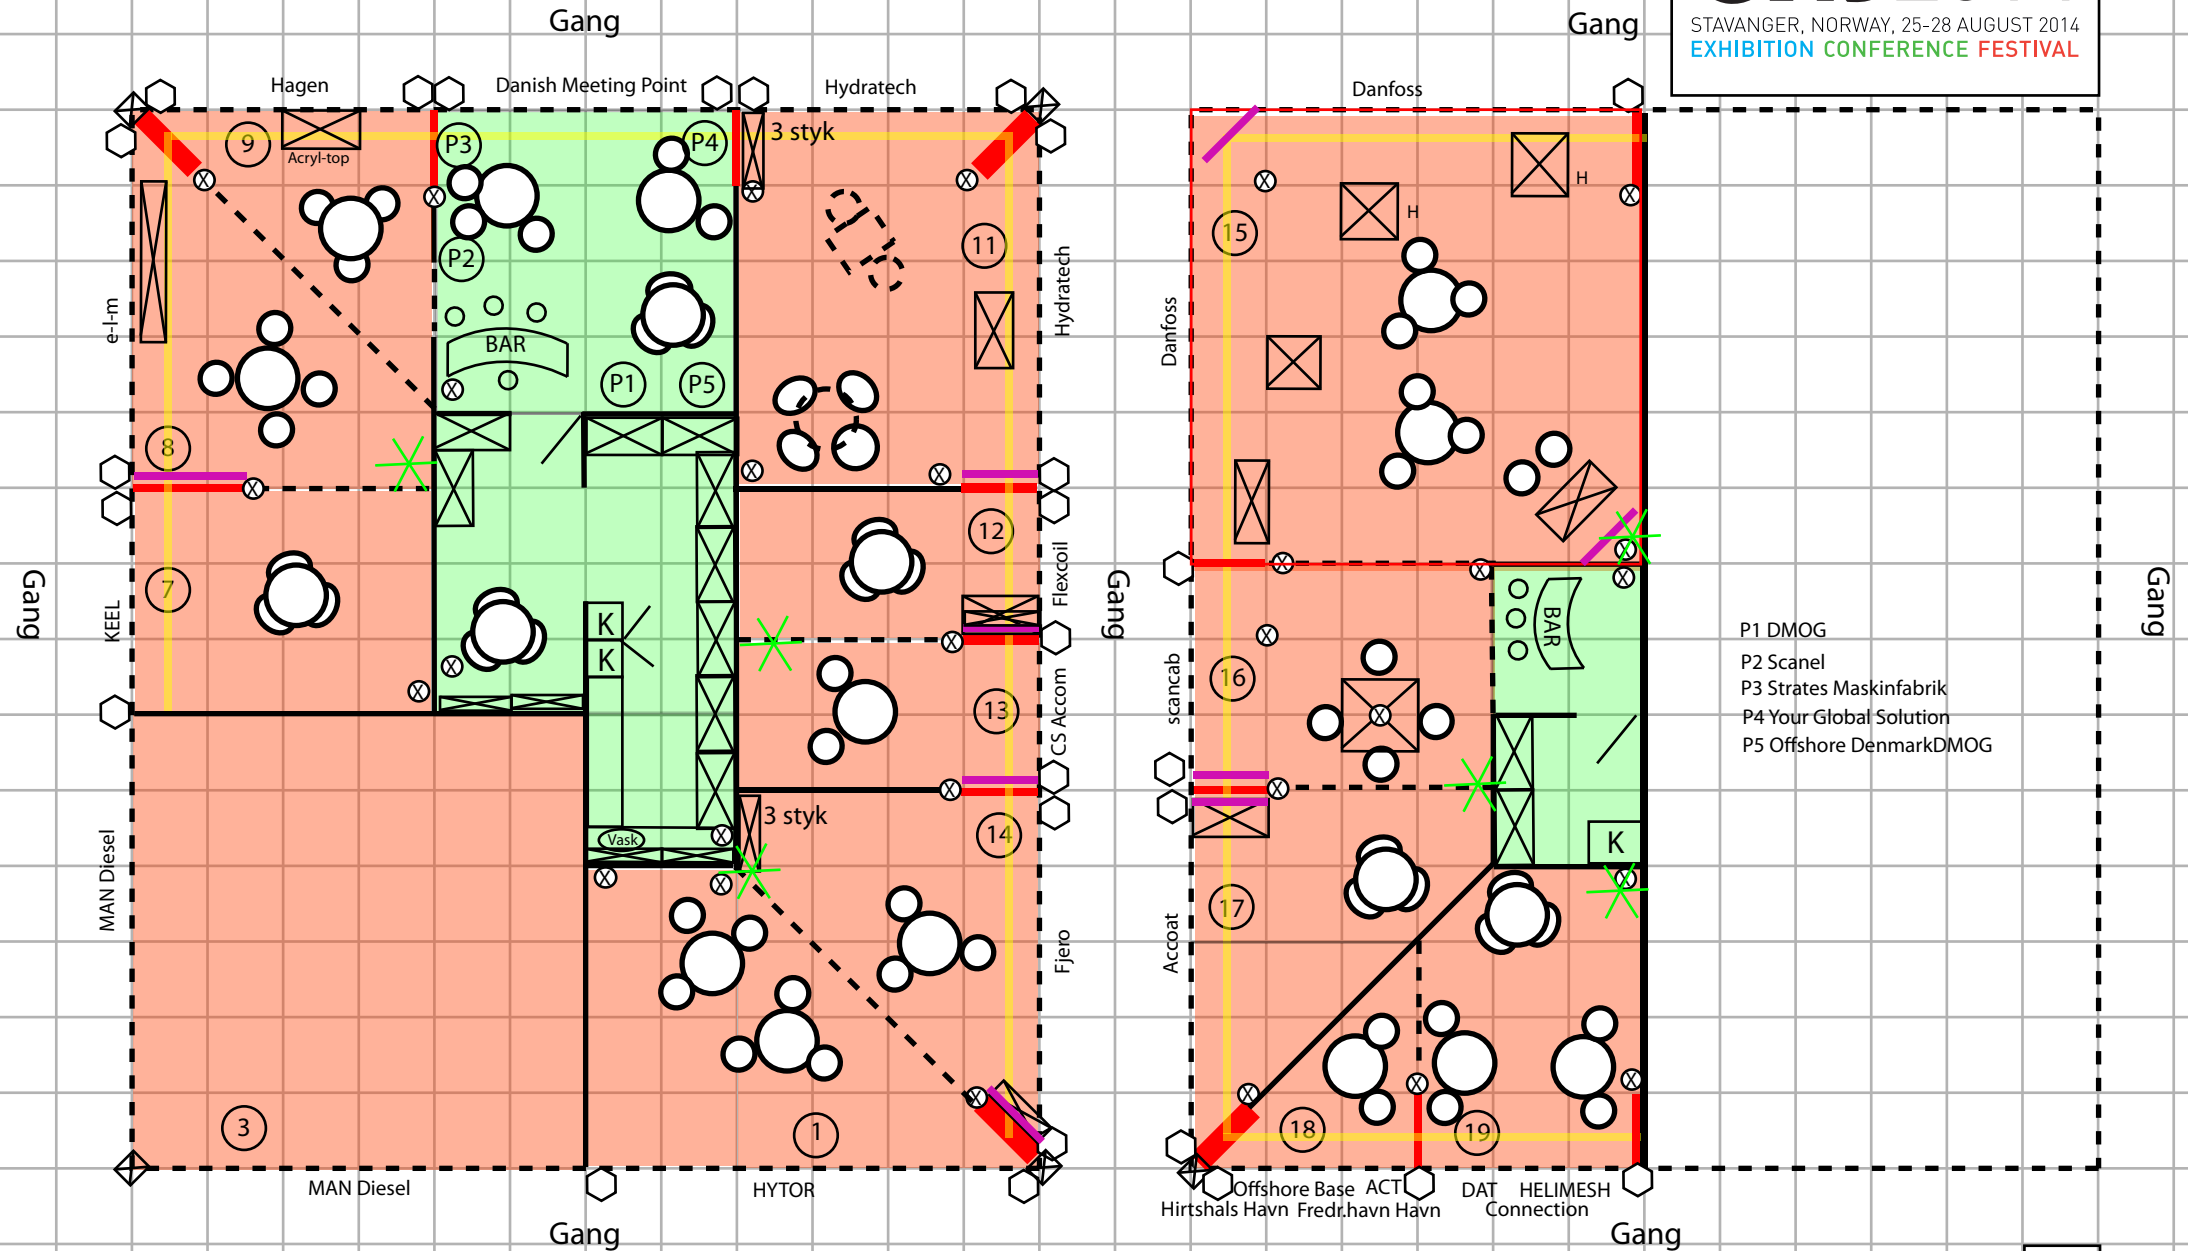 Gang
Gang
STAVANGER, NORWAY, 25-28 AUGUST 2014
EXHIBITION CONFERENCE FESTIVAL
Hagen
Danish Meeting Point
Hydratech
Danfoss
9
Acryl-top
P3
P4
3 styk
H
H
P2
11
15
e-l-m
Hydratech
Danfoss
BAR
P1
P5
8
12
7
Gang
KEEL
Flexcoil
Gang
Gang
K
K
BAR
P1 DMOG
P2 Scanel
P3 Strates Maskinfabrik
P4 Your Global Solution
P5 Offshore DenmarkDMOG
16
scancab
13
CS Accom
3 styk
14
Vask
K
MAN Diesel
17
Accoat
Fjero
3
1
18
19
MAN Diesel
HYTOR
Offshore Base ACT
DAT HELIMESH
Hirtshals Havn Fredr.havn Havn
Connection
Gang
Gang